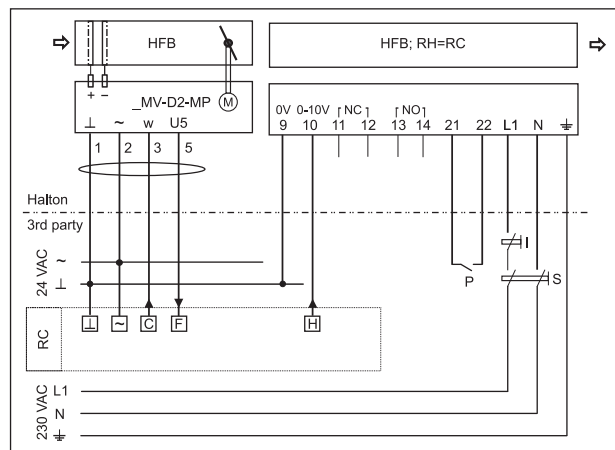 HFB
HFB; RH=RC
+ −
_MV-D2-MP
M
⊥ ~ w U5
1 2 3 5
0V 0-10V ┌NC┐ ┌NO┐
9 10 11 12 13 14 21 22 L1 N ⏚
Halton
3rd party
I
P
S
24 VAC
~
⊥
RC
⊥ ~ C F H
230 VAC
L1
N
⏚